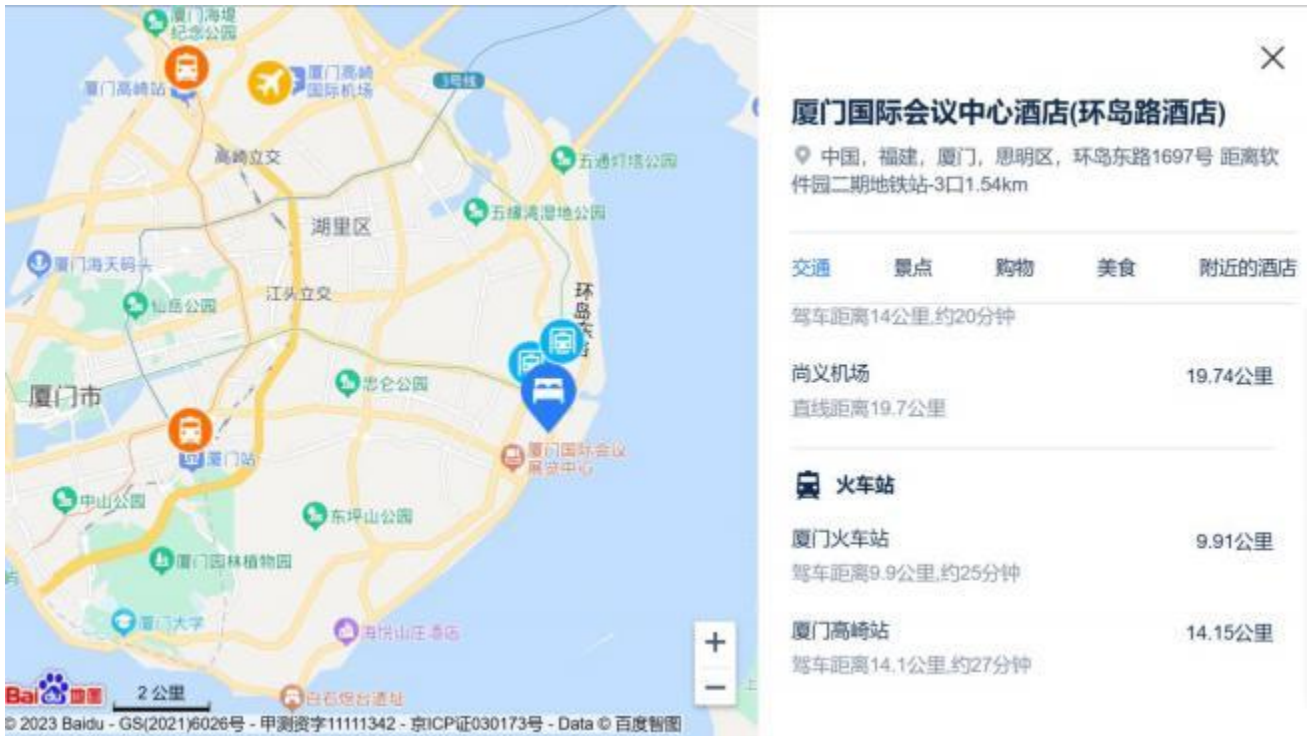 厦门海堤
纪念公园
厦门高崎
国际机场
3号线
厦门高崎站
高崎立交
五通灯塔公园
五缘湾湿地公园
湖里区
厦门海天码头
江头立交
仙岳公园
环岛东路
忠仑公园
厦门市
厦门站
厦门国际会议
展览中心
中山公园
东坪山公园
厦门园林植物园
厦门大学
海悦山庄酒店
白石炮台遗址
Bai 地图
2 公里
+
−
© 2023 Baidu - GS(2021)6026号 - 甲测资字11111342 - 京ICP证030173号 - Data © 百度智图
厦门国际会议中心酒店(环岛路酒店)
中国，福建，厦门，思明区，环岛东路1697号 距离软
件园二期地铁站-3口1.54km
交通 景点 购物 美食 附近的酒店
驾车距离14公里,约20分钟
尚义机场 19.74公里
直线距离19.7公里
火车站
厦门火车站 9.91公里
驾车距离9.9公里,约25分钟
厦门高崎站 14.15公里
驾车距离14.1公里,约27分钟